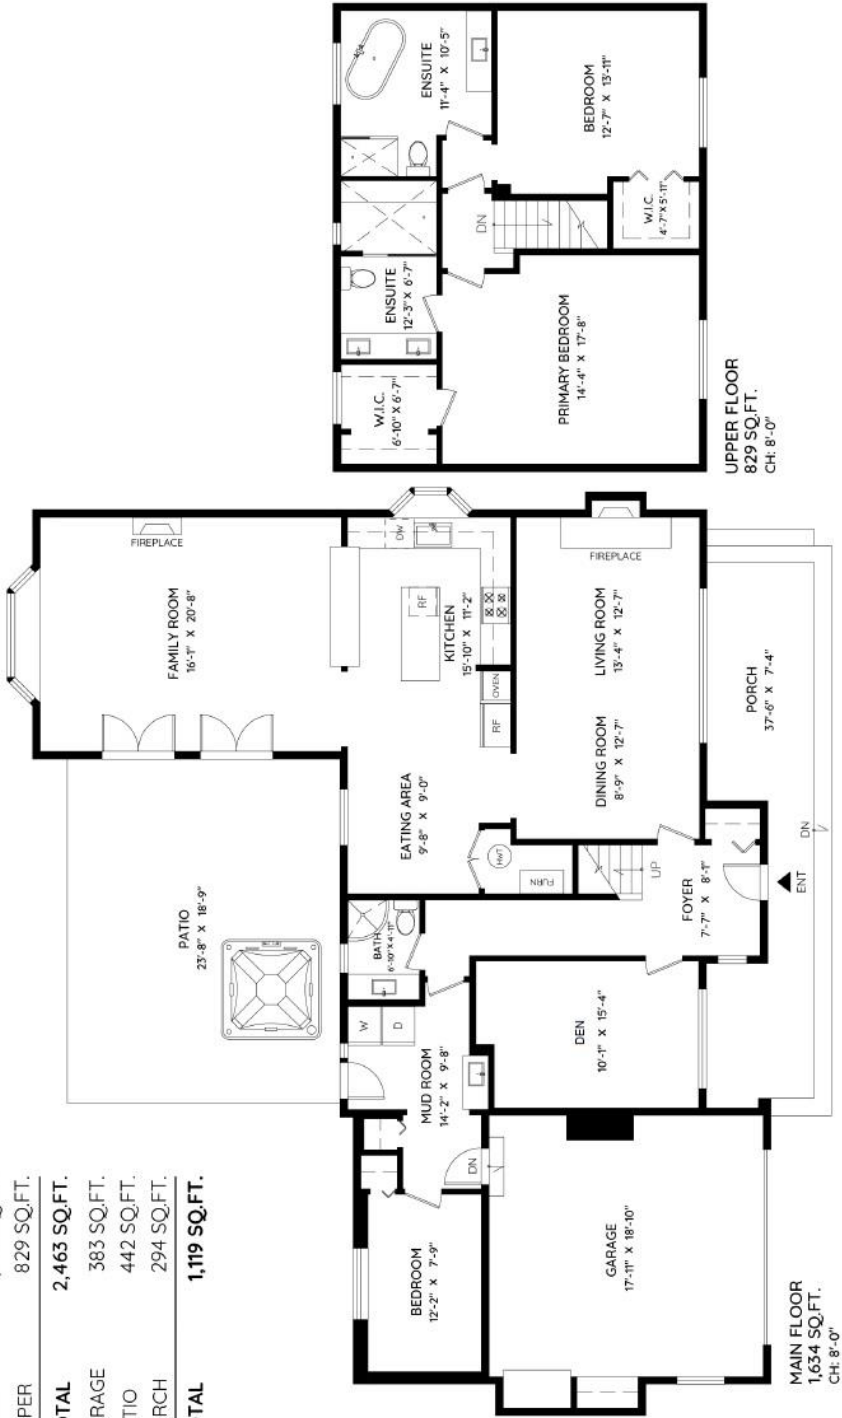 829 SQ.FT.
2,463 SQ.FT.
383 SQ.FT.
442 SQ.FT.
294 SQ.FT.
1,119 SQ.FT.
PATIO
23'-8" X 18'-9"
FAMILY ROOM
16'-1" X 20'-8"
FIREPLACE
BEDROOM
12'-2" X 7'-9"
MUD ROOM
14'-2" X 9'-8"
W
D
DN
BATH
6'-10" X 4'-11"
EATING AREA
9'-8" X 9'-0"
KITCHEN
15'-10" X 11'-2"
RF
DW
RF
OVEN
HWT
FURN
GARAGE
17'-11" X 18'-10"
DEN
10'-1" X 15'-4"
FOYER
7'-7" X 8'-1"
UP
DINING ROOM
8'-9" X 12'-7"
LIVING ROOM
13'-4" X 12'-7"
FIREPLACE
PORCH
37'-6" X 7'-4"
DN
ENT
MAIN FLOOR
1,634 SQ.FT.
CH: 8'-0"
W.I.C.
6'-10" X 6'-7"
ENSUITE
12'-3" X 6'-7"
ENSUITE
11'-4" X 10'-5"
PRIMARY BEDROOM
14'-4" X 17'-8"
DN
BEDROOM
12'-7" X 13'-11"
W.I.C.
4'-7" X 5'-11"
UPPER FLOOR
829 SQ.FT.
CH: 8'-0"